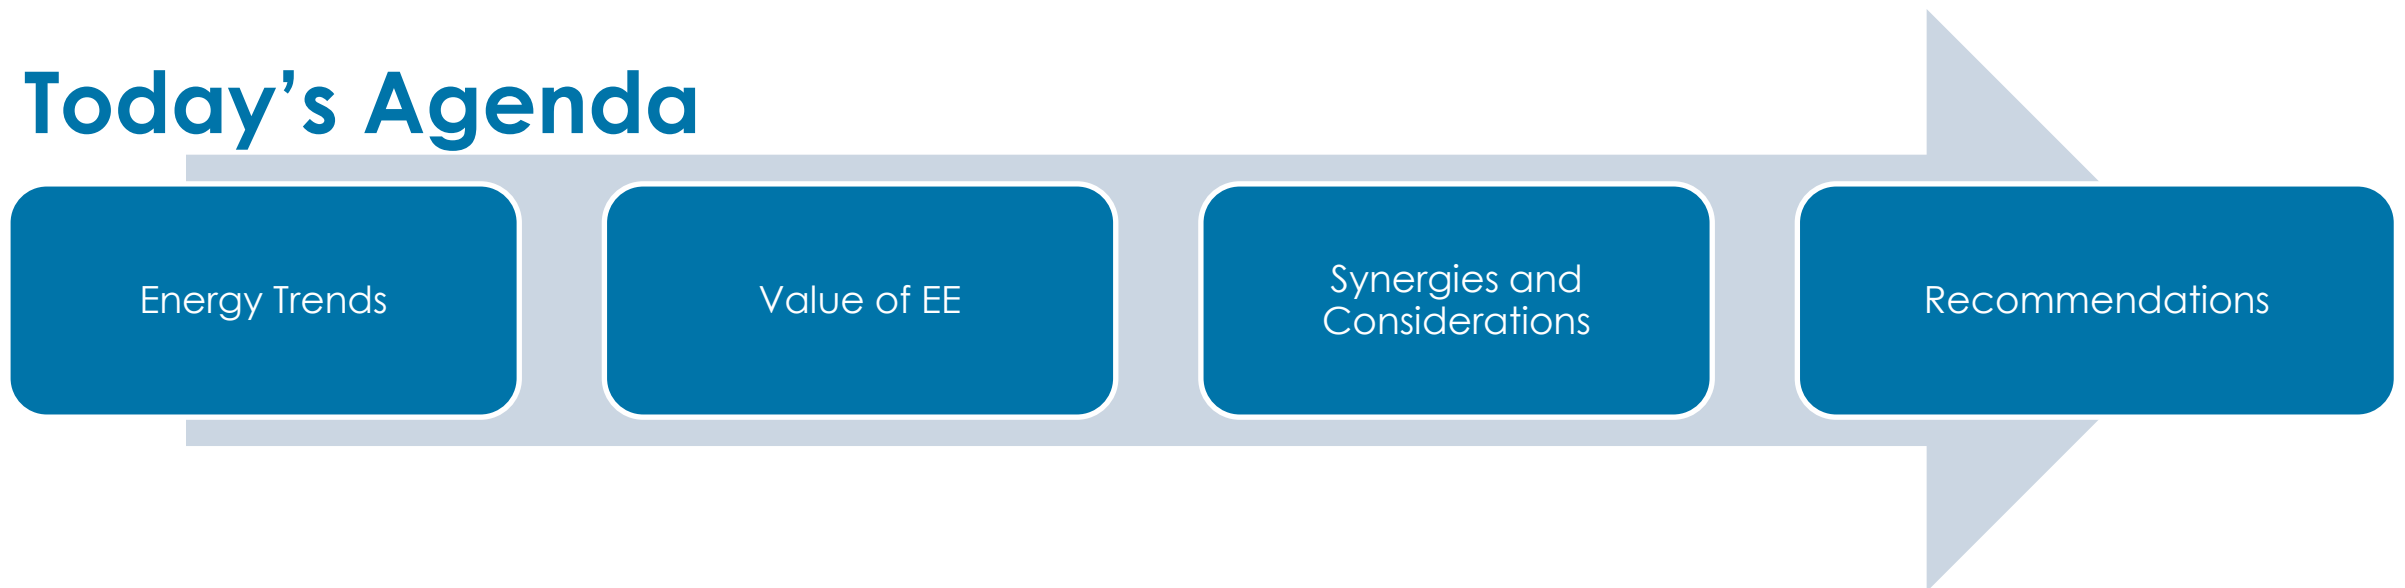 Today’s Agenda
Energy Trends
Value of EE
Synergies and
Considerations
Recommendations